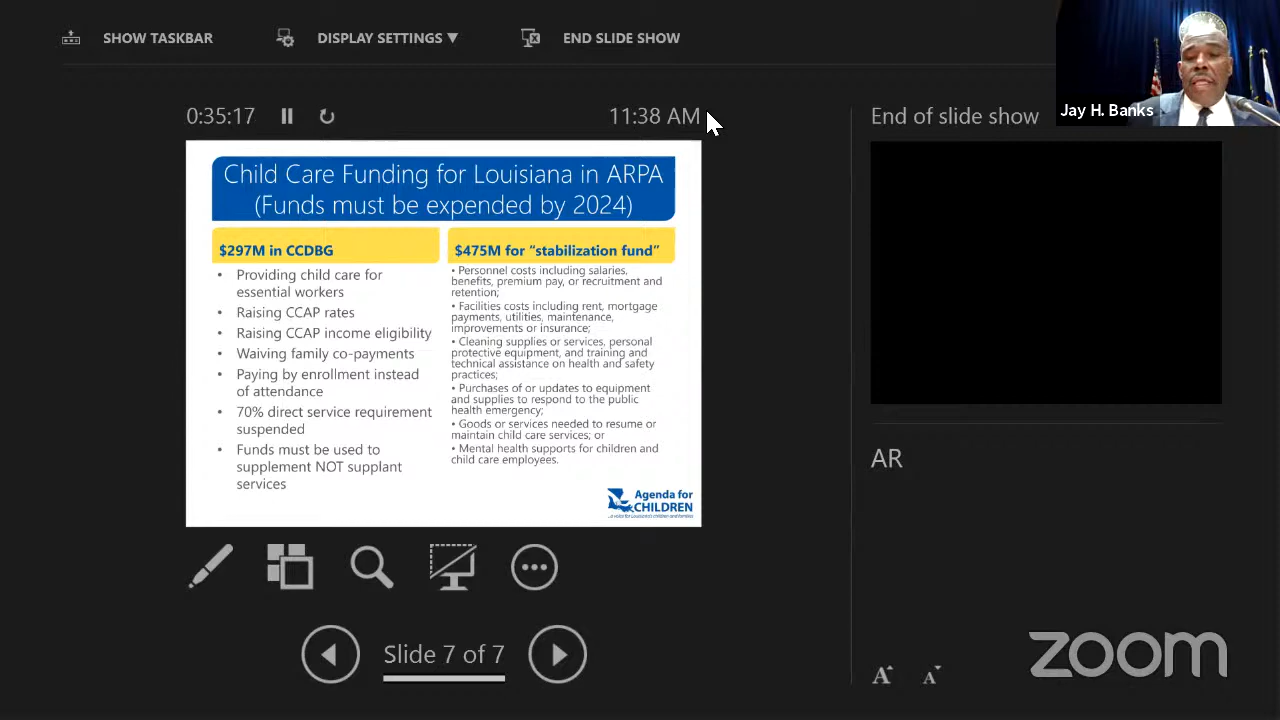 SHOW TASKBAR
DISPLAY SETTINGS ▼
END SLIDE SHOW
Jay H. Banks
0:35:17
11:38 AM
End of slide show
Child Care Funding for Louisiana in ARPA
(Funds must be expended by 2024)
$297M in CCDBG
• Providing child care for
essential workers
• Raising CCAP rates
• Raising CCAP income eligibility
• Waiving family co-payments
• Paying by enrollment instead
of attendance
• 70% direct service requirement
suspended
• Funds must be used to
supplement NOT supplant
services
$475M for “stabilization fund”
• Personnel costs including salaries,
benefits, premium pay, or recruitment and
retention;
• Facilities costs including rent, mortgage
payments, utilities, maintenance,
improvements or insurance;
• Cleaning supplies or services, personal
protective equipment, and training and
technical assistance on health and safety
practices;
• Purchases of or updates to equipment
and supplies to respond to the public
health emergency;
• Goods or services needed to resume or
maintain child care services; or
• Mental health supports for children and
child care employees.
Agenda for
CHILDREN
AR
Slide 7 of 7
A A
zoom